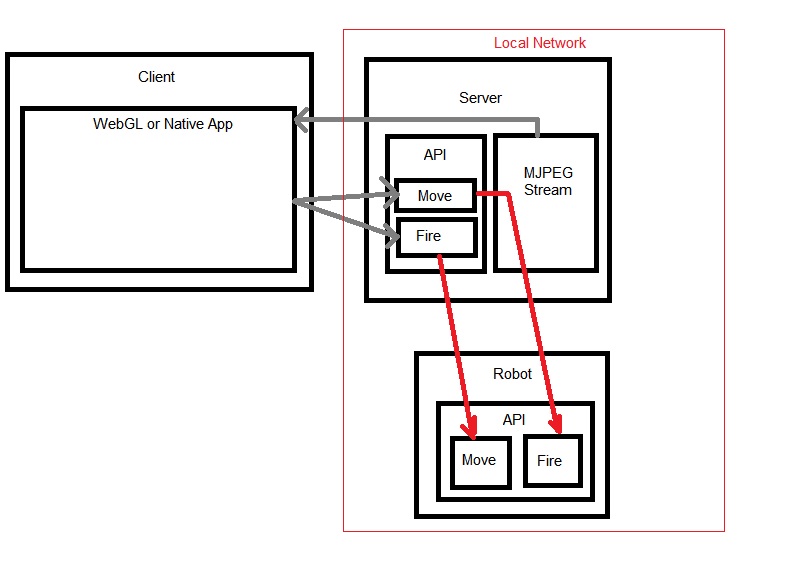 Local Network
Client
WebGL or Native App
Server
API
Move
Fire
MJPEG
Stream
Robot
API
Move
Fire